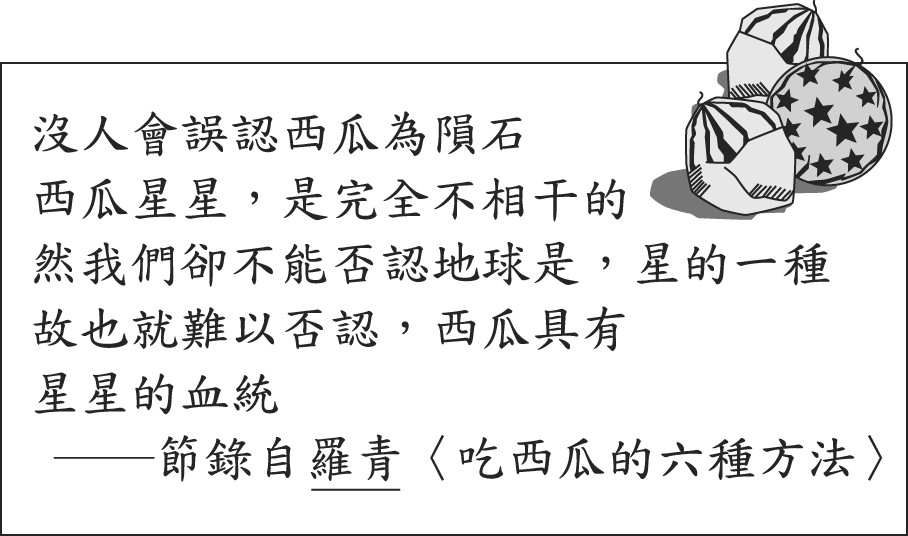 沒人會誤認西瓜為隕石
西瓜星星，是完全不相干的
然我們卻不能否認地球是，星的一種
故也就難以否認，西瓜具有
星星的血統
——節錄自羅青〈吃西瓜的六種方法〉